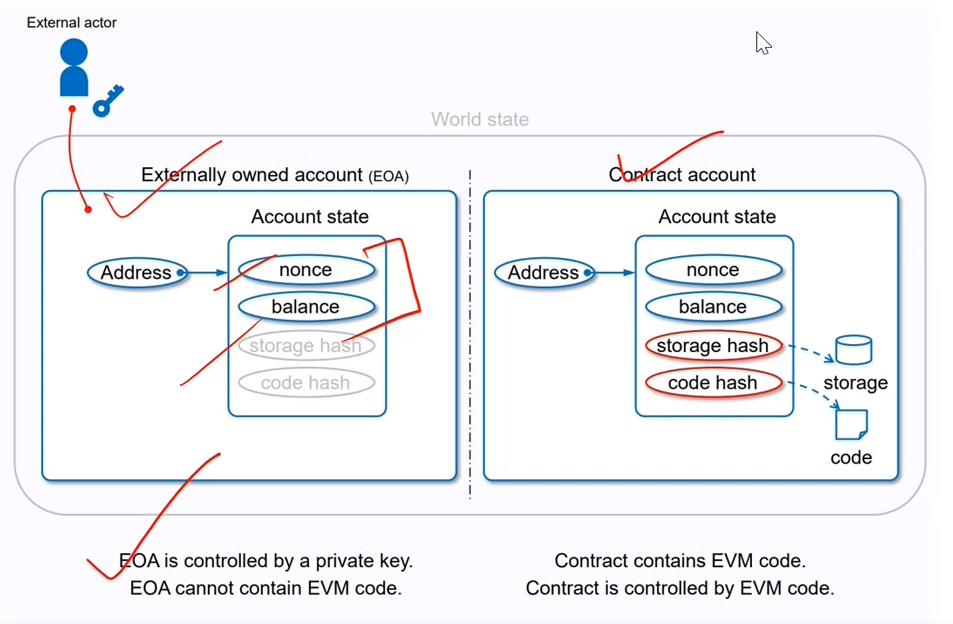 External actor
World state
Externally owned account (EOA)
Account state
Address
nonce
balance
storage hash
code hash
Contract account
Account state
Address
nonce
balance
storage hash
code hash
storage
code
EOA is controlled by a private key.
EOA cannot contain EVM code.
Contract contains EVM code.
Contract is controlled by EVM code.